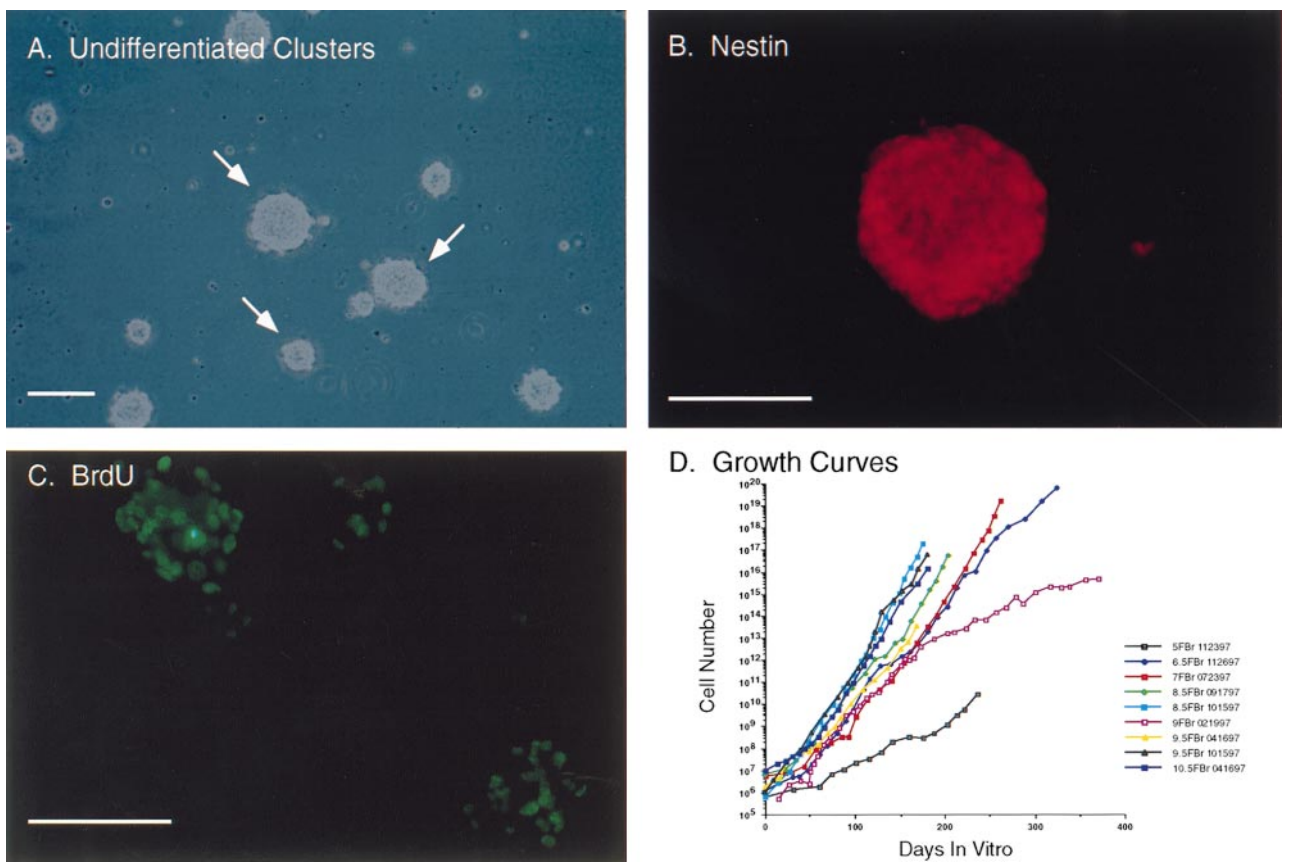 A. Undifferentiated Clusters
B. Nestin
C. BrdU
D. Growth Curves
Cell Number
10^20
10^19
10^18
10^17
10^16
10^15
10^14
10^13
10^12
10^11
10^10
10^9
10^8
10^7
10^6
10^5
0 100 200 300 400
Days In Vitro
5FBr 112397
6.5FBr 112697
7FBr 072397
8.5FBr 091797
8.5FBr 101597
9FBr 021997
9.5FBr 041697
9.5FBr 101597
10.5FBr 041697